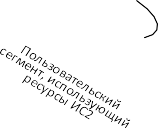 Пользовательский
сегмент, использующий
ресурсы ИС2